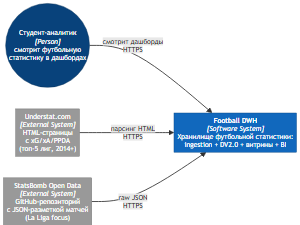 Студент-аналитик
[Person]
смотрит футбольную
статистику в дашбордах
смотрит дашборды
HTTPS
Understat.com
[External System]
HTML-страницы
с xG/xA/PPDA
(топ-5 лиг, 2014+)
парсинг HTML
HTTPS
Football DWH
[Software System]
Хранилище футбольной статистики:
ingestion + DV2.0 + витрины + BI
StatsBomb Open Data
[External System]
GitHub-репозиторий
с JSON-разметкой матчей
(La Liga focus)
raw JSON
HTTPS